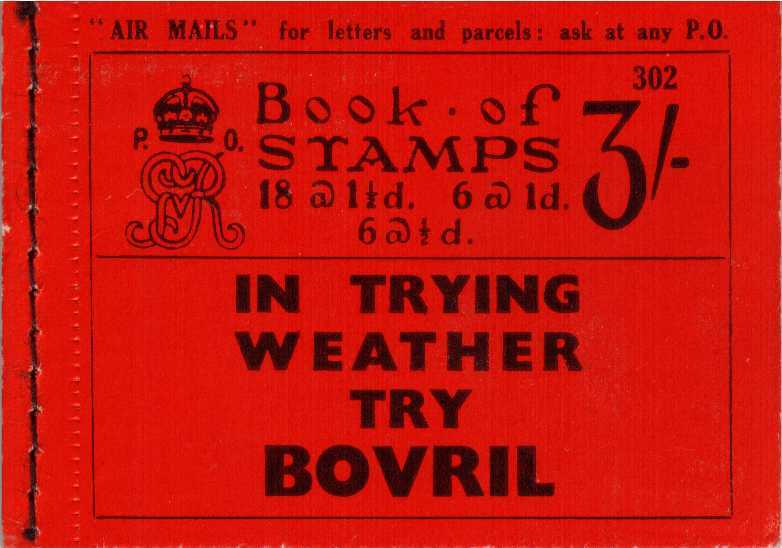 "AIR MAILS" for letters and parcels: ask at any P.O.
302
P. O.
Book · of
STAMPS
3/-
18 @ 1½d. 6 @ 1d.
6 @ ½d.
IN TRYING
WEATHER
TRY
BOVRIL